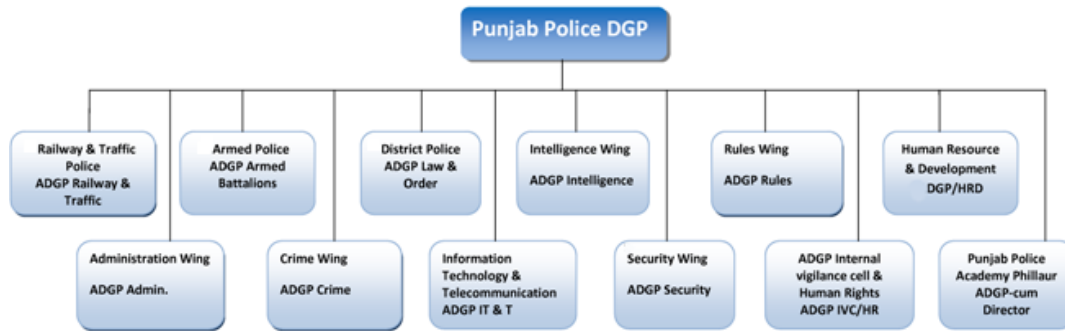 Punjab Police DGP
Railway & Traffic
Police
ADGP Railway &
Traffic
Armed Police
ADGP Armed
Battalions
District Police
ADGP Law &
Order
Intelligence Wing
ADGP Intelligence
Rules Wing
ADGP Rules
Human Resource
& Development
DGP/HRD
Administration Wing
ADGP Admin.
Crime Wing
ADGP Crime
Information
Technology &
Telecommunication
ADGP IT & T
Security Wing
ADGP Security
ADGP Internal
vigilance cell &
Human Rights
ADGP IVC/HR
Punjab Police
Academy Phillaur
ADGP-cum
Director